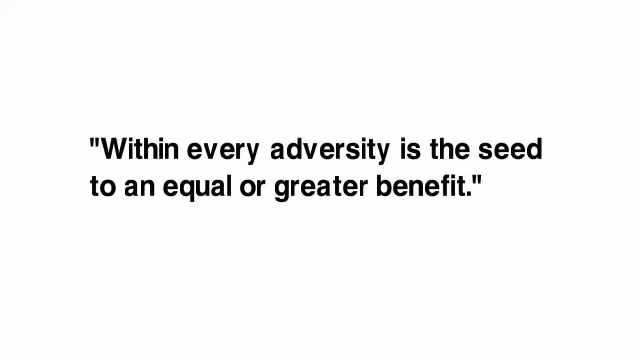 "Within every adversity is the seed
to an equal or greater benefit."